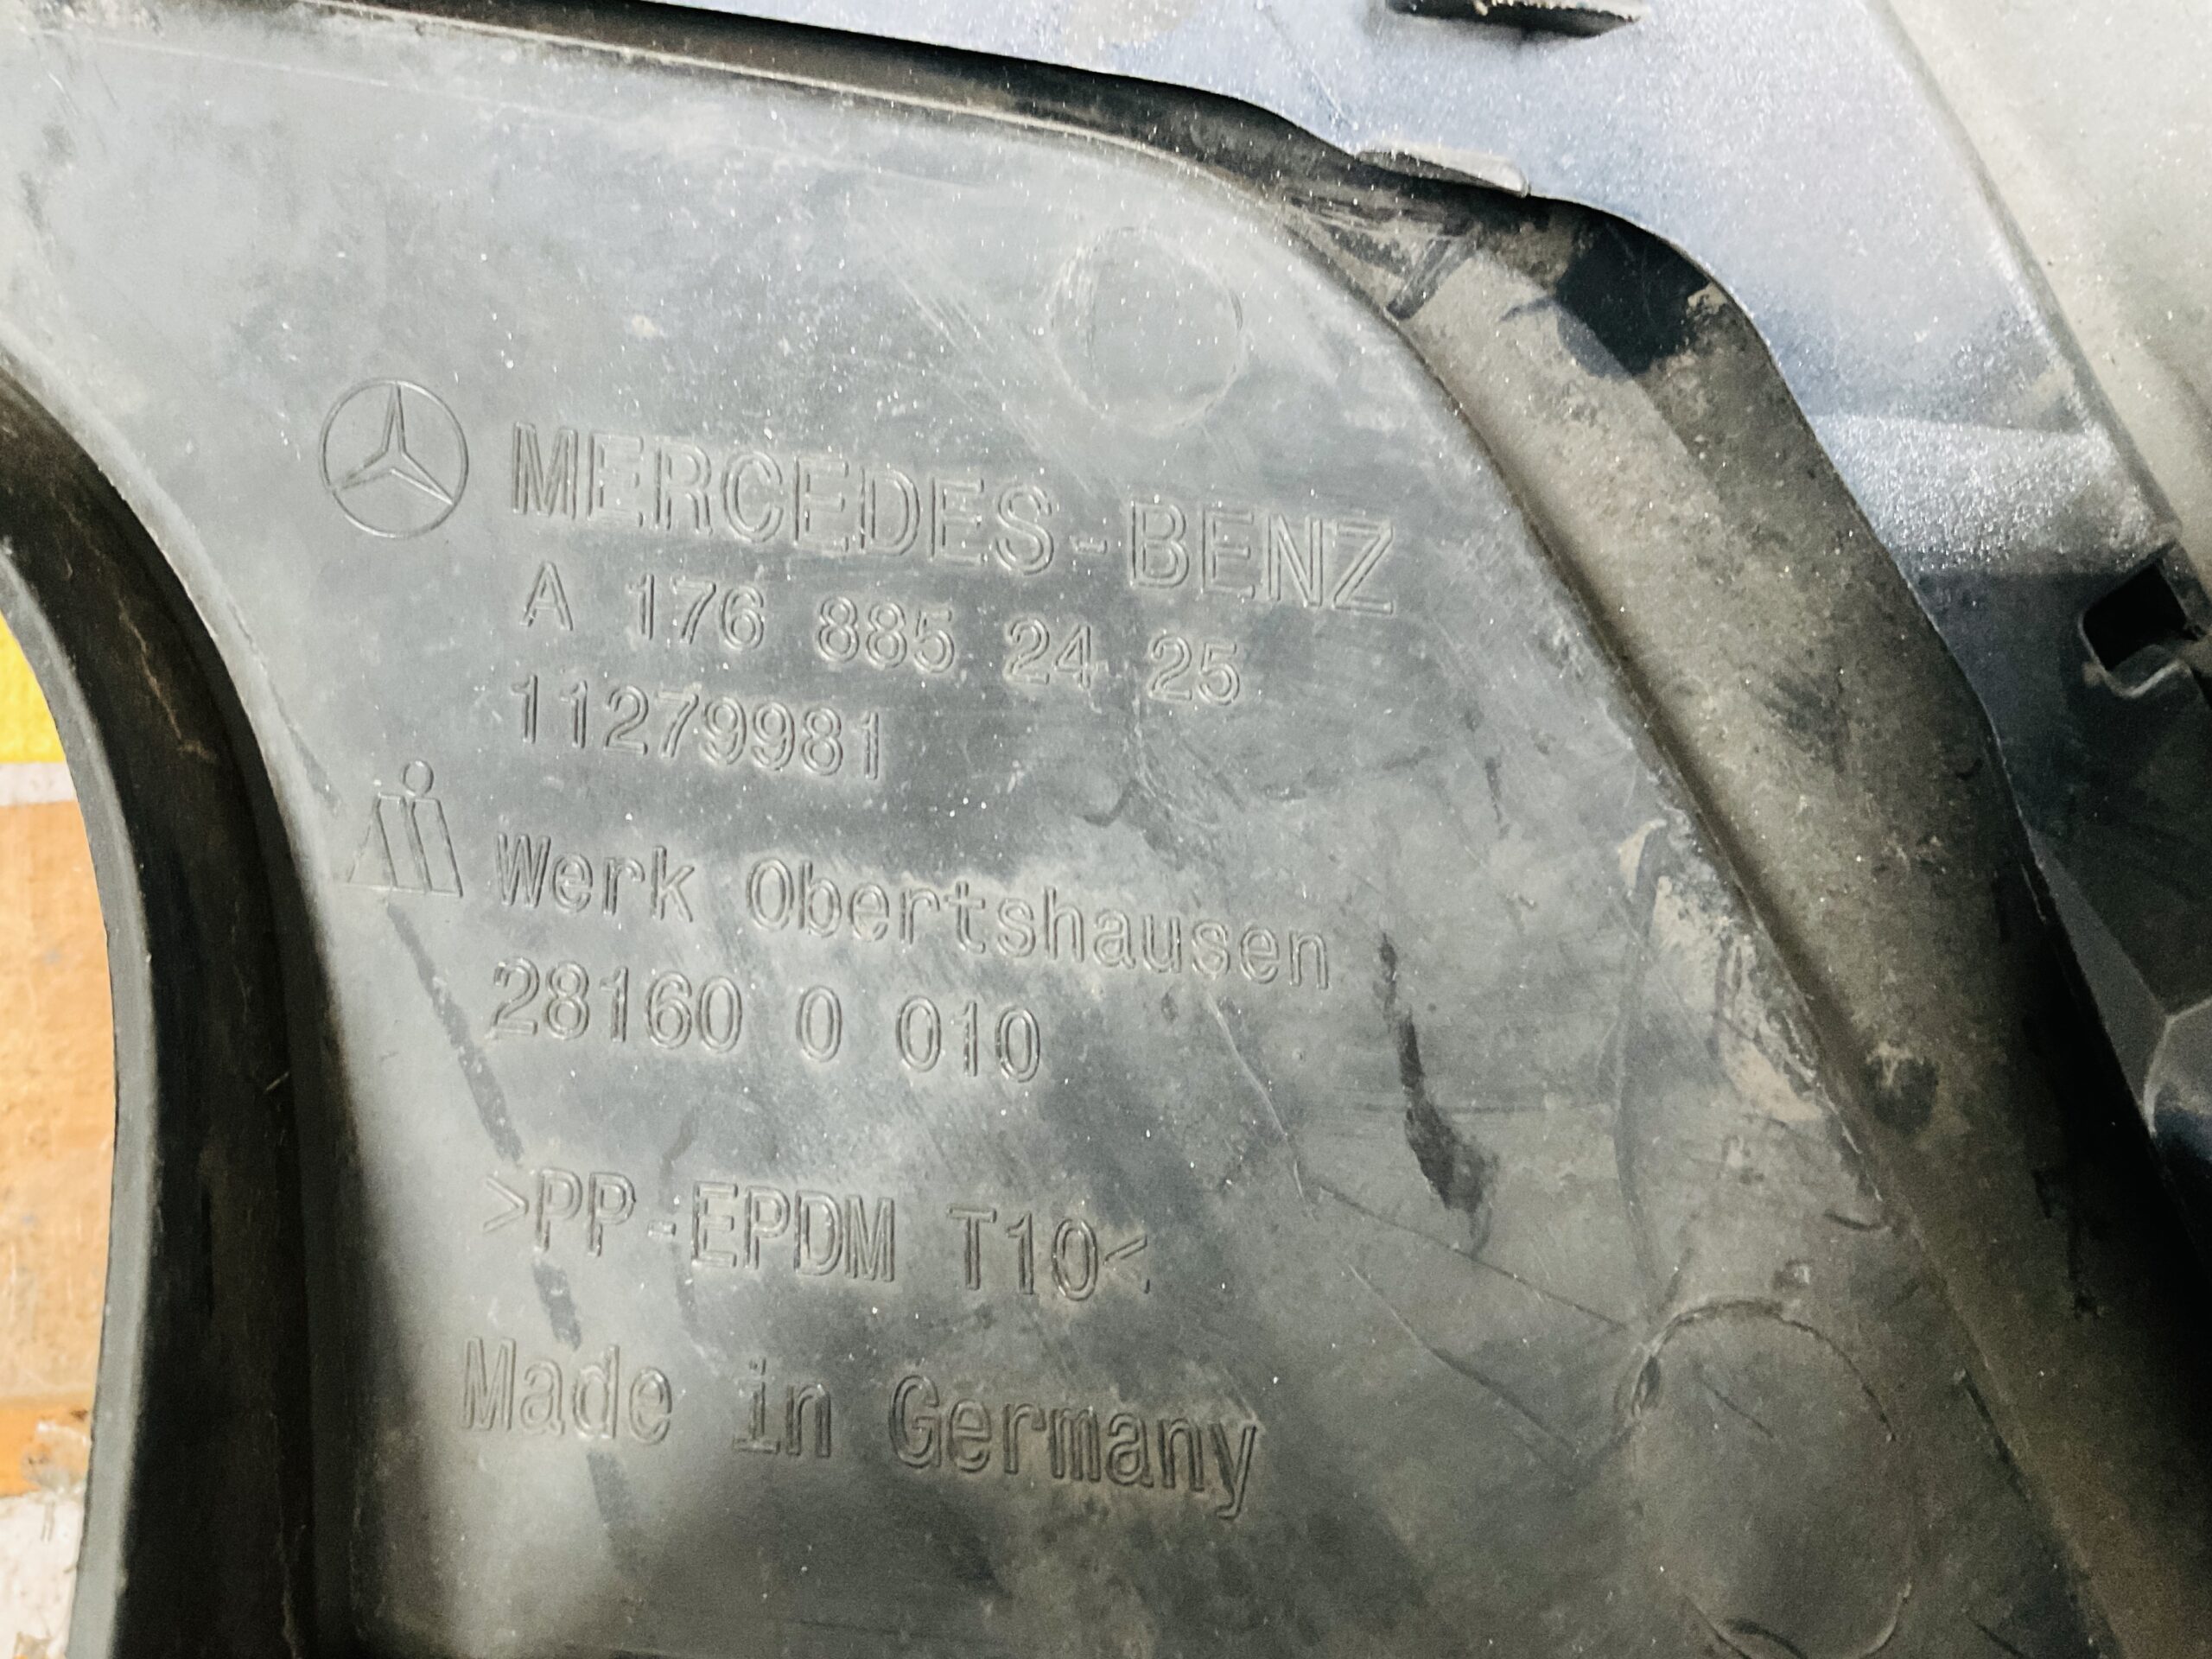 MERCEDES-BENZ
A 176 885 24 25
11279981
Werk Obertshausen
28160 0 010
>PP-EPDM T10<
Made in Germany